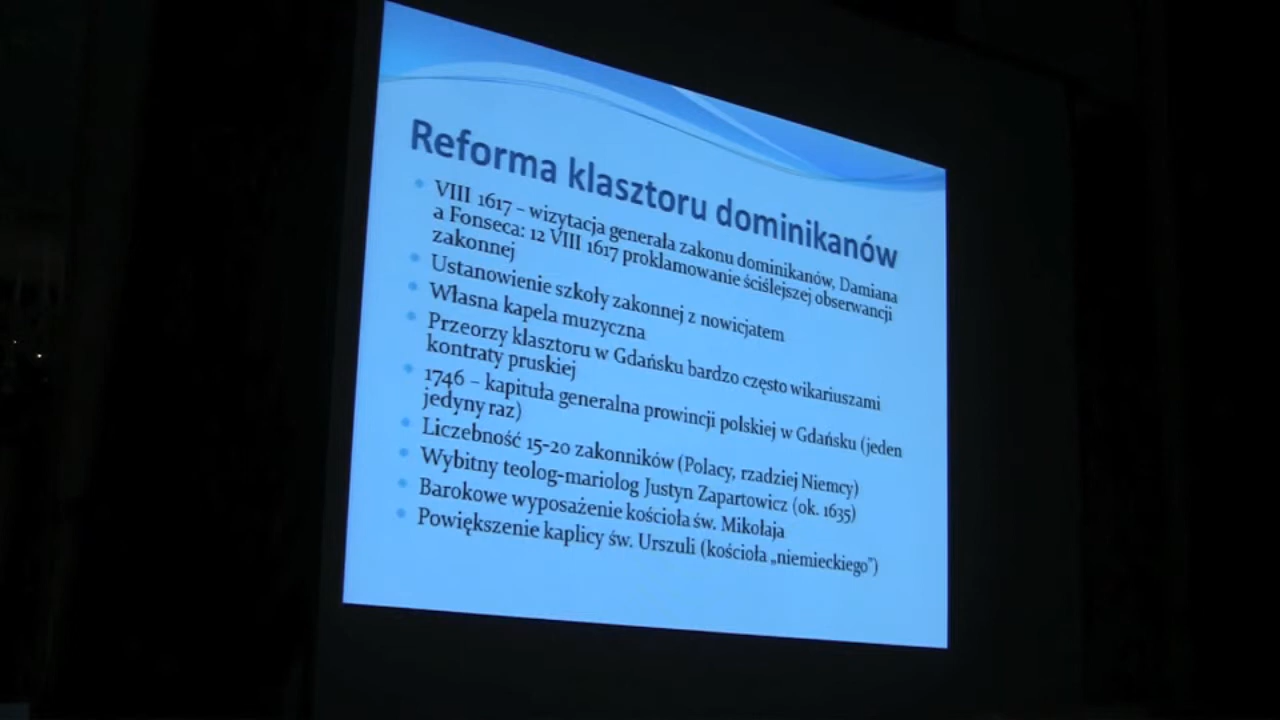 Reforma klasztoru dominikanów
VIII 1617 – wizytacja generała zakonu dominikanów, Damiana
a Fonseca: 12 VIII 1617 proklamowanie ściślejszej obserwancji
zakonnej
Ustanowienie szkoły zakonnej z nowicjatem
Własna kapela muzyczna
Przeorzy klasztoru w Gdańsku bardzo często wikariuszami
kontraty pruskiej
1746 – kapituła generalna prowincji polskiej w Gdańsku (jeden
jedyny raz)
Liczebność 15-20 zakonników (Polacy, rzadziej Niemcy)
Wybitny teolog-mariolog Justyn Zapartowicz (ok. 1635)
Barokowe wyposażenie kościoła św. Mikołaja
Powiększenie kaplicy św. Urszuli (kościoła „niemieckiego”)